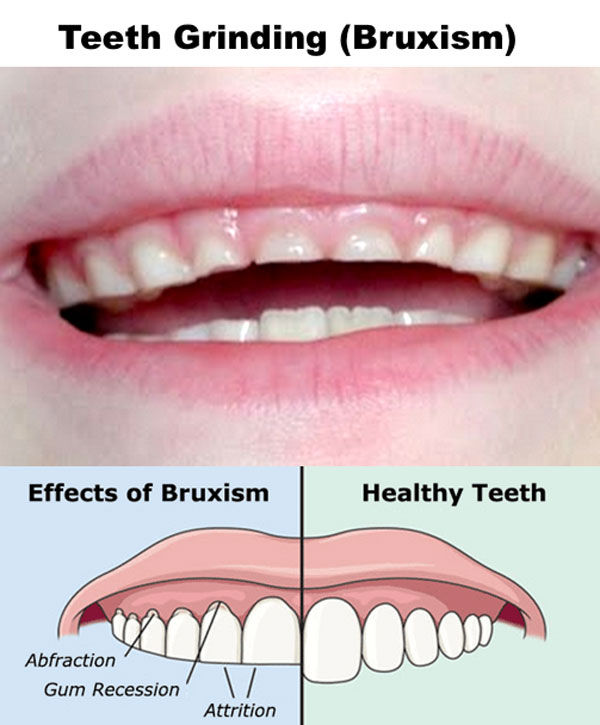 Teeth Grinding (Bruxism)
Effects of Bruxism
Healthy Teeth
Abfraction
Gum Recession
Attrition